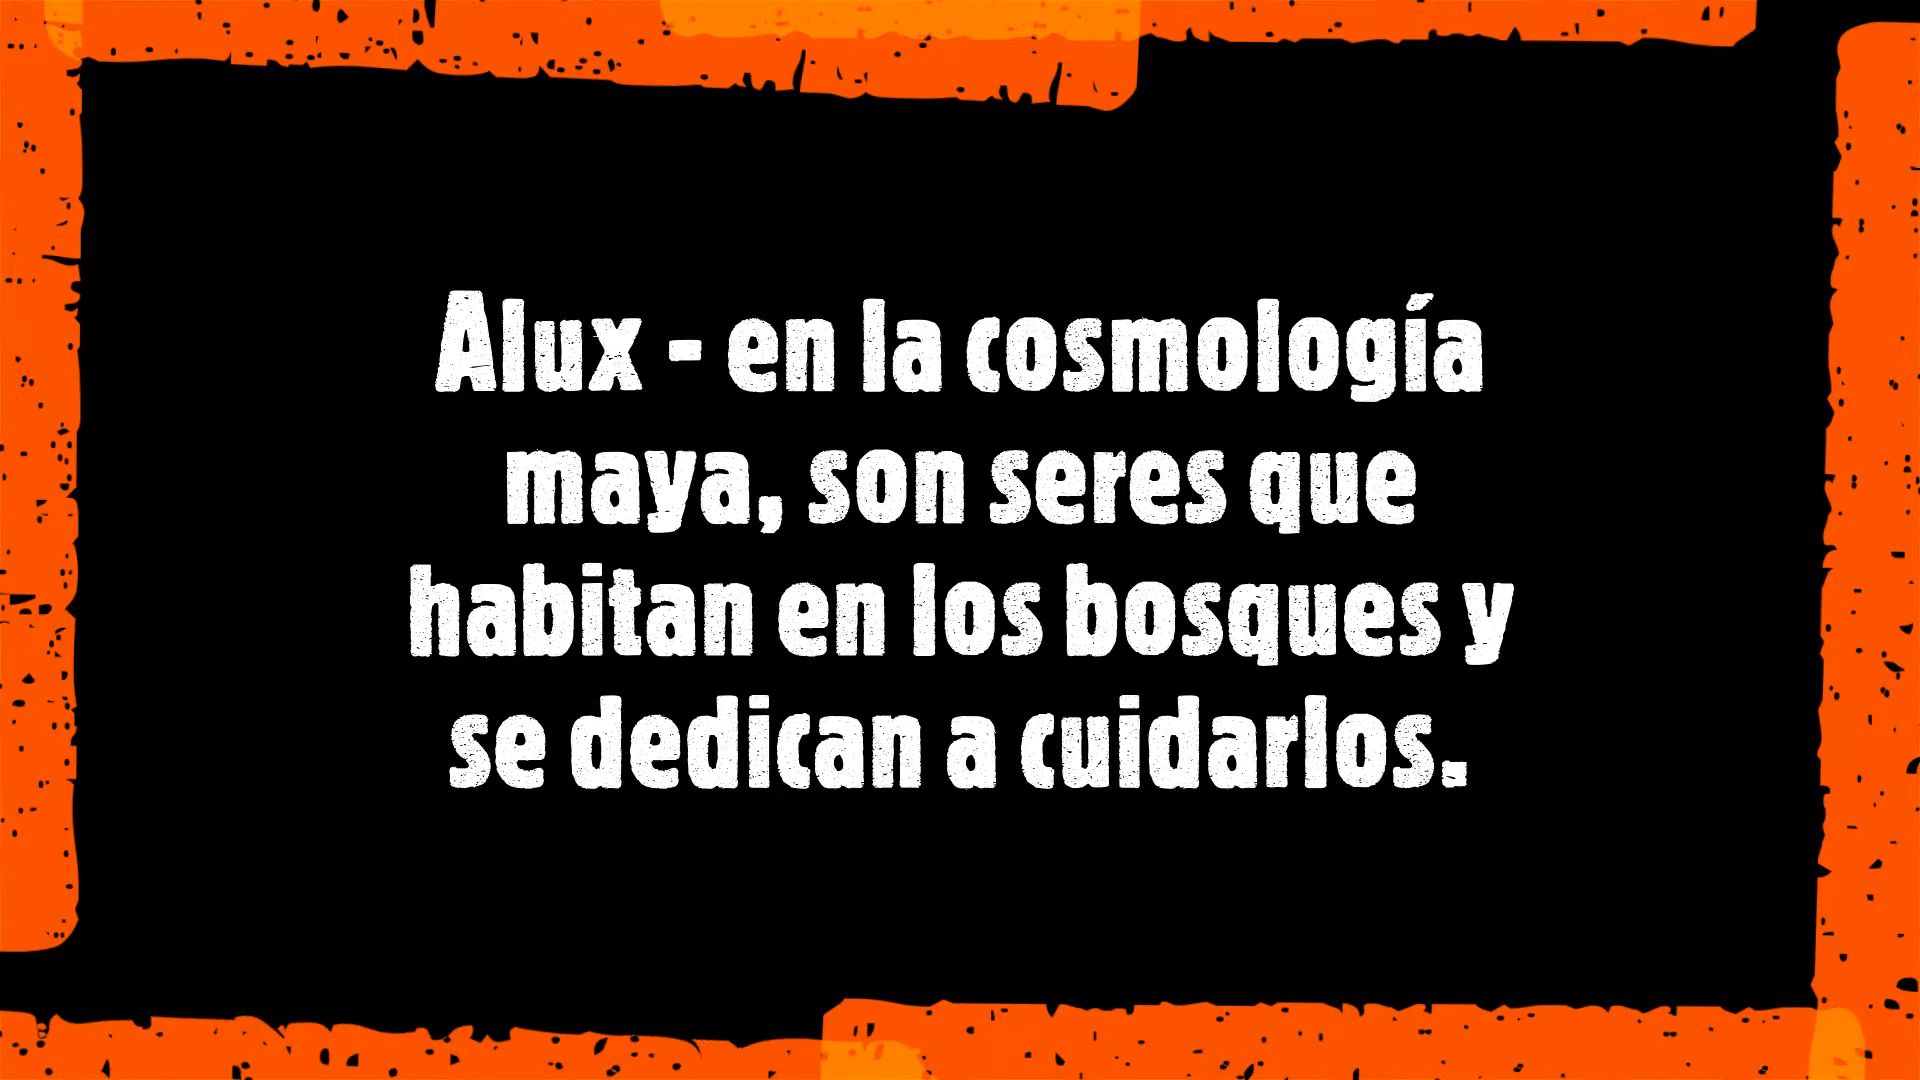 Alux - en la cosmología
maya, son seres que
habitan en los bosques y
se dedican a cuidarlos.